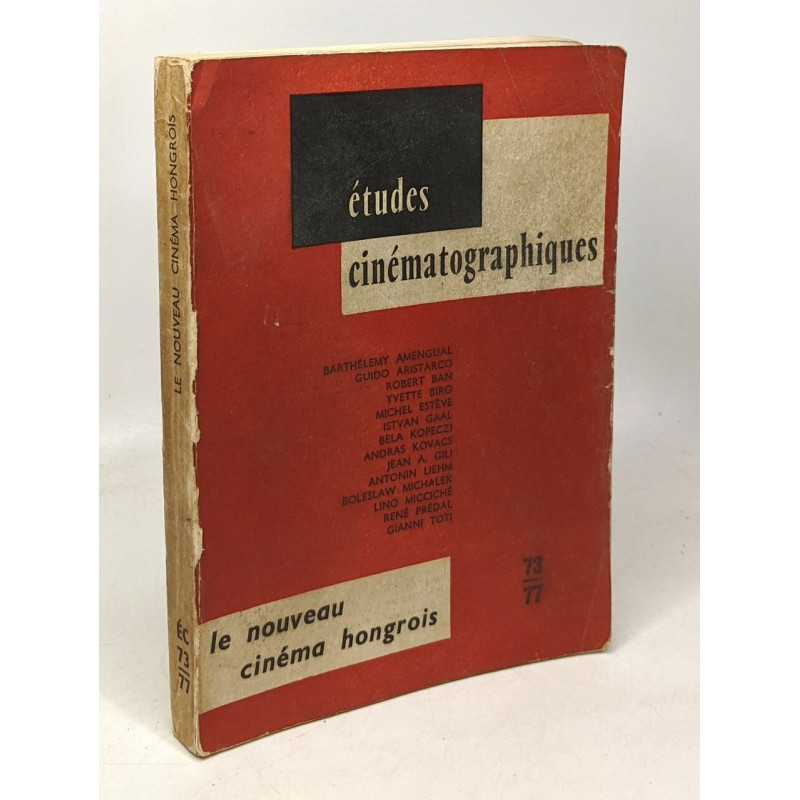 LE NOUVEAU CINÉMA HONGROIS
ÉC
73/77
études
cinématographiques
BARTHÉLEMY AMENGUAL
GUIDO ARISTARCO
ROBERT BAN
YVETTE BIRO
MICHEL ESTÈVE
ISTVAN GAAL
BELA KOPECZI
ANDRAS KOVACS
JEAN A. GILI
ANTONIN LIEHM
BOLESLAW MICHALEK
LINO MICCICHÉ
RENÉ PRÉDAL
GIANNI TOTI
73
77
le nouveau
cinéma hongrois